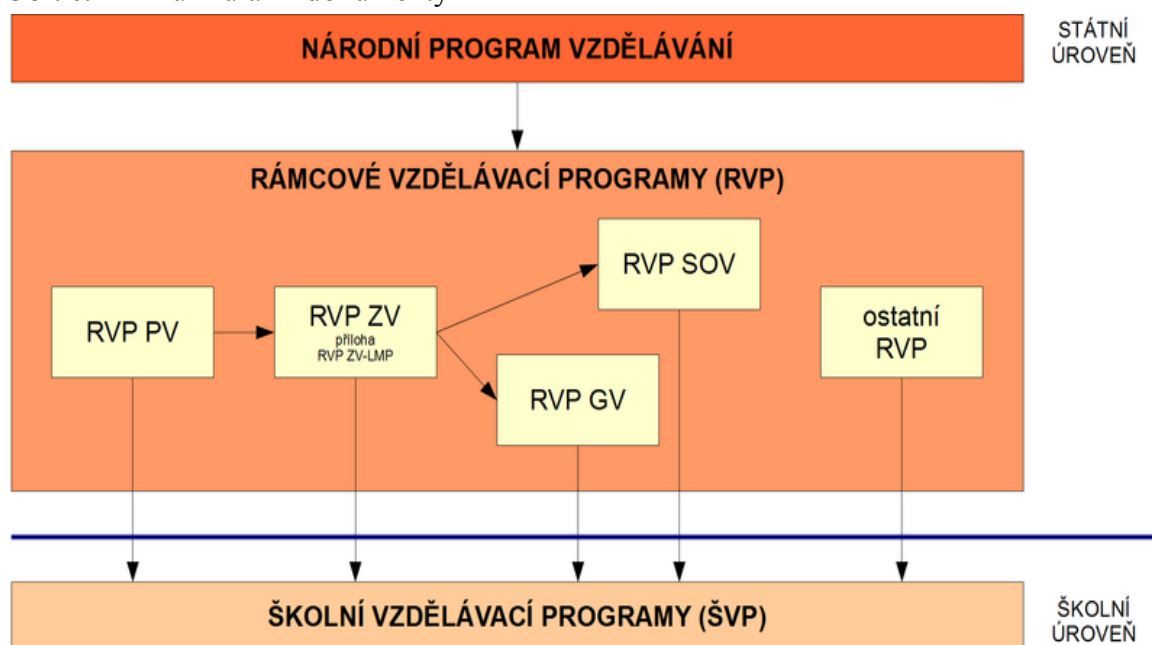 NÁRODNÍ PROGRAM VZDĚLÁVÁNÍ
STÁTNÍ
ÚROVEŇ
RÁMCOVÉ VZDĚLÁVACÍ PROGRAMY (RVP)
RVP PV
RVP ZV
příloha
RVP ZV-LMP
RVP SOV
RVP GV
ostatní
RVP
ŠKOLNÍ VZDĚLÁVACÍ PROGRAMY (ŠVP)
ŠKOLNÍ
ÚROVEŇ